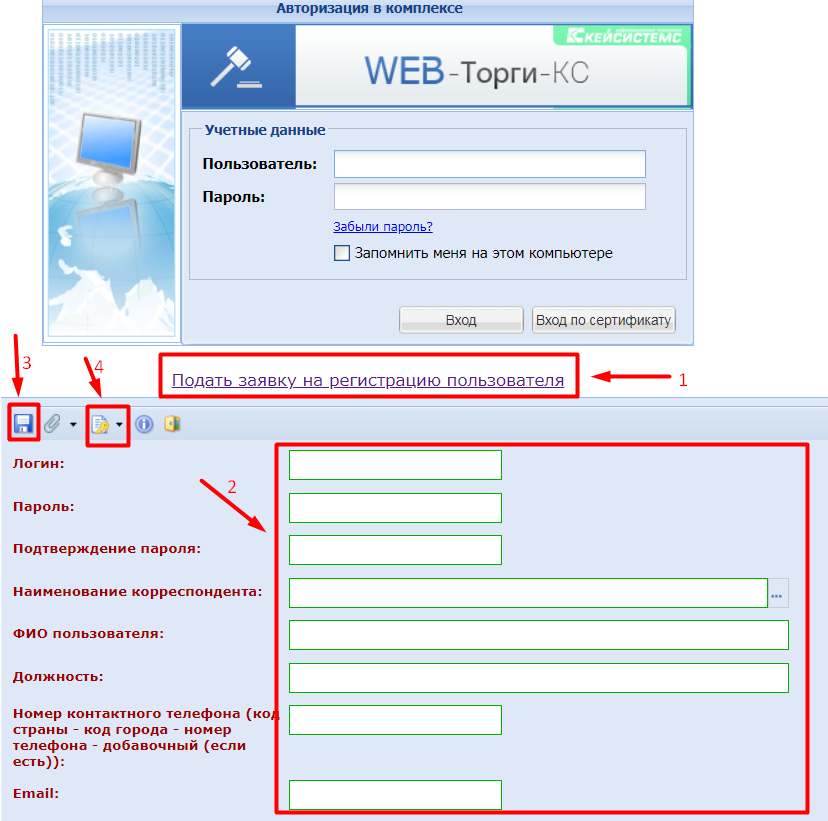 Авторизация в комплексе
КЕЙСИСТЕМС
WEB-Торги-КС
Учетные данные
Пользователь:
Пароль:
Забыли пароль?
Запомнить меня на этом компьютере
Вход
Вход по сертификату
Подать заявку на регистрацию пользователя
1
3
4
2
Логин:
Пароль:
Подтверждение пароля:
Наименование корреспондента:
...
ФИО пользователя:
Должность:
Номер контактного телефона (код
страны - код города - номер
телефона - добавочный (если
есть)):
Email: